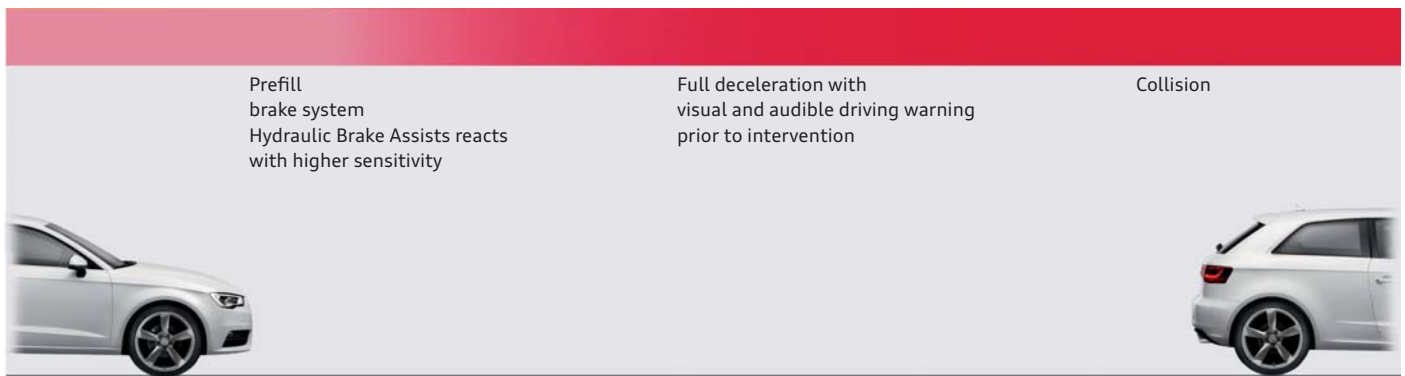 Prefill
brake system
Hydraulic Brake Assists reacts
with higher sensitivity
Full deceleration with
visual and audible driving warning
prior to intervention
Collision